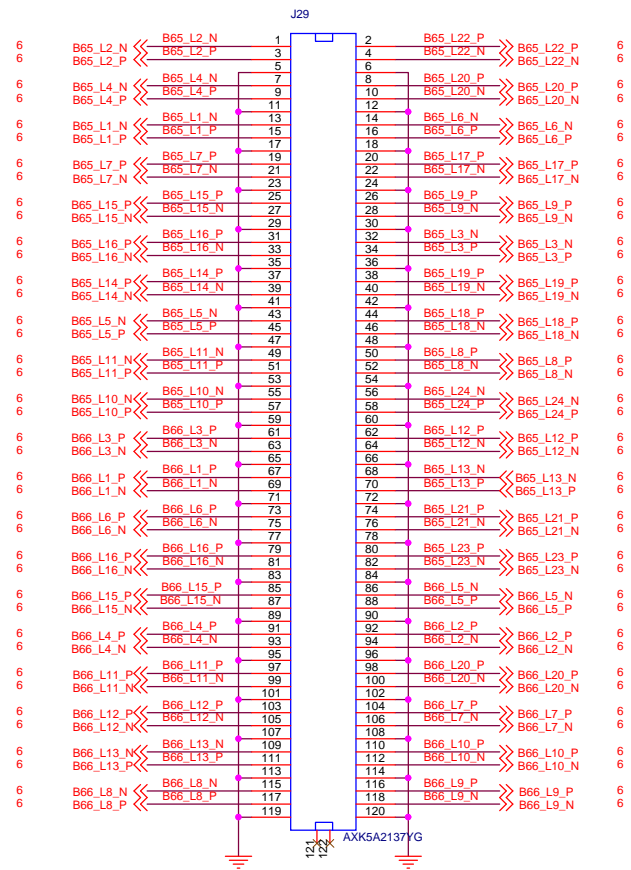 J29
6 B65_L2_N B65_L2_N 1 2 B65_L22_P B65_L22_P 6
6 B65_L2_P B65_L2_P 3 4 B65_L22_N B65_L22_N 6
5 6
6 B65_L4_N B65_L4_N 7 8 B65_L20_P B65_L20_P 6
6 B65_L4_P B65_L4_P 9 10 B65_L20_N B65_L20_N 6
11 12
6 B65_L1_N B65_L1_N 13 14 B65_L6_N B65_L6_N 6
6 B65_L1_P B65_L1_P 15 16 B65_L6_P B65_L6_P 6
17 18
6 B65_L7_P B65_L7_P 19 20 B65_L17_P B65_L17_P 6
6 B65_L7_N B65_L7_N 21 22 B65_L17_N B65_L17_N 6
23 24
6 B65_L15_P B65_L15_P 25 26 B65_L9_P B65_L9_P 6
6 B65_L15_N B65_L15_N 27 28 B65_L9_N B65_L9_N 6
29 30
6 B65_L16_P B65_L16_P 31 32 B65_L3_N B65_L3_N 6
6 B65_L16_N B65_L16_N 33 34 B65_L3_P B65_L3_P 6
35 36
6 B65_L14_P B65_L14_P 37 38 B65_L19_P B65_L19_P 6
6 B65_L14_N B65_L14_N 39 40 B65_L19_N B65_L19_N 6
41 42
6 B65_L5_N B65_L5_N 43 44 B65_L18_P B65_L18_P 6
6 B65_L5_P B65_L5_P 45 46 B65_L18_N B65_L18_N 6
47 48
6 B65_L11_N B65_L11_N 49 50 B65_L8_P B65_L8_P 6
6 B65_L11_P B65_L11_P 51 52 B65_L8_N B65_L8_N 6
53 54
6 B65_L10_N B65_L10_N 55 56 B65_L24_N B65_L24_N 6
6 B65_L10_P B65_L10_P 57 58 B65_L24_P B65_L24_P 6
59 60
6 B66_L3_P B66_L3_P 61 62 B65_L12_P B65_L12_P 6
6 B66_L3_N B66_L3_N 63 64 B65_L12_N B65_L12_N 6
65 66
6 B66_L1_P B66_L1_P 67 68 B65_L13_N B65_L13_N 6
6 B66_L1_N B66_L1_N 69 70 B65_L13_P B65_L13_P 6
71 72
6 B66_L6_P B66_L6_P 73 74 B65_L21_P B65_L21_P 6
6 B66_L6_N B66_L6_N 75 76 B65_L21_N B65_L21_N 6
77 78
6 B66_L16_P B66_L16_P 79 80 B65_L23_P B65_L23_P 6
6 B66_L16_N B66_L16_N 81 82 B65_L23_N B65_L23_N 6
83 84
6 B66_L15_P B66_L15_P 85 86 B66_L5_N B66_L5_N 6
6 B66_L15_N B66_L15_N 87 88 B66_L5_P B66_L5_P 6
89 90
6 B66_L4_P B66_L4_P 91 92 B66_L2_P B66_L2_P 6
6 B66_L4_N B66_L4_N 93 94 B66_L2_N B66_L2_N 6
95 96
6 B66_L11_P B66_L11_P 97 98 B66_L20_P B66_L20_P 6
6 B66_L11_N B66_L11_N 99 100 B66_L20_N B66_L20_N 6
101 102
6 B66_L12_P B66_L12_P 103 104 B66_L7_P B66_L7_P 6
6 B66_L12_N B66_L12_N 105 106 B66_L7_N B66_L7_N 6
107 108
6 B66_L13_N B66_L13_N 109 110 B66_L10_P B66_L10_P 6
6 B66_L13_P B66_L13_P 111 112 B66_L10_N B66_L10_N 6
113 114
6 B66_L8_N B66_L8_N 115 116 B66_L9_P B66_L9_P 6
6 B66_L8_P B66_L8_P 117 118 B66_L9_N B66_L9_N 6
119 120
121 122 AXK5A2137YG